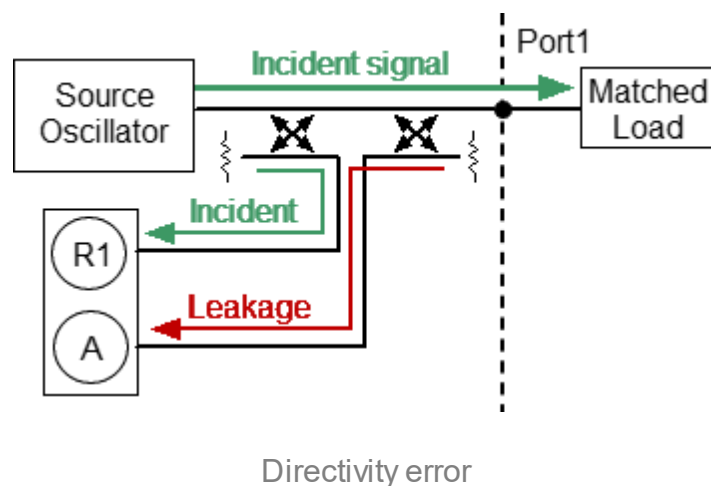 Incident signal
Port1
Source
Oscillator
Matched
Load
Incident
R1
Leakage
A
Directivity error